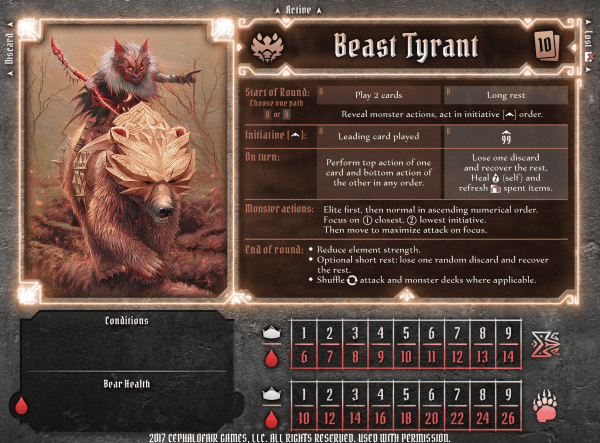 Active
Discard
Lost
Beast Tyrant
10
Start of Round:
Choose one path
A or B
A Play 2 cards
B Long rest
Reveal monster actions, act in initiative [ ] order.
Initiative [ ]:
A Leading card played
B 99
On turn:
Perform top action of one
card and bottom action of
the other in any order.
Lose one discard
and recover the rest.
Heal 2 (self) and
refresh spent items.
Monster actions:
Elite first, then normal in ascending numerical order.
Focus on 1 closest, 2 lowest initiative.
Then move to maximize attack on focus.
End of round:
◆ Reduce element strength.
◆ Optional short rest: lose one random discard and recover
the rest.
◆ Shuffle attack and monster decks where applicable.
Conditions
Bear Health
1 2 3 4 5 6 7 8 9
6 7 8 9 10 11 12 13 14
1 2 3 4 5 6 7 8 9
10 12 14 16 18 20 22 24 26
2017 CEPHALOFAIR GAMES, LLC. ALL RIGHTS RESERVED. USED WITH PERMISSION.